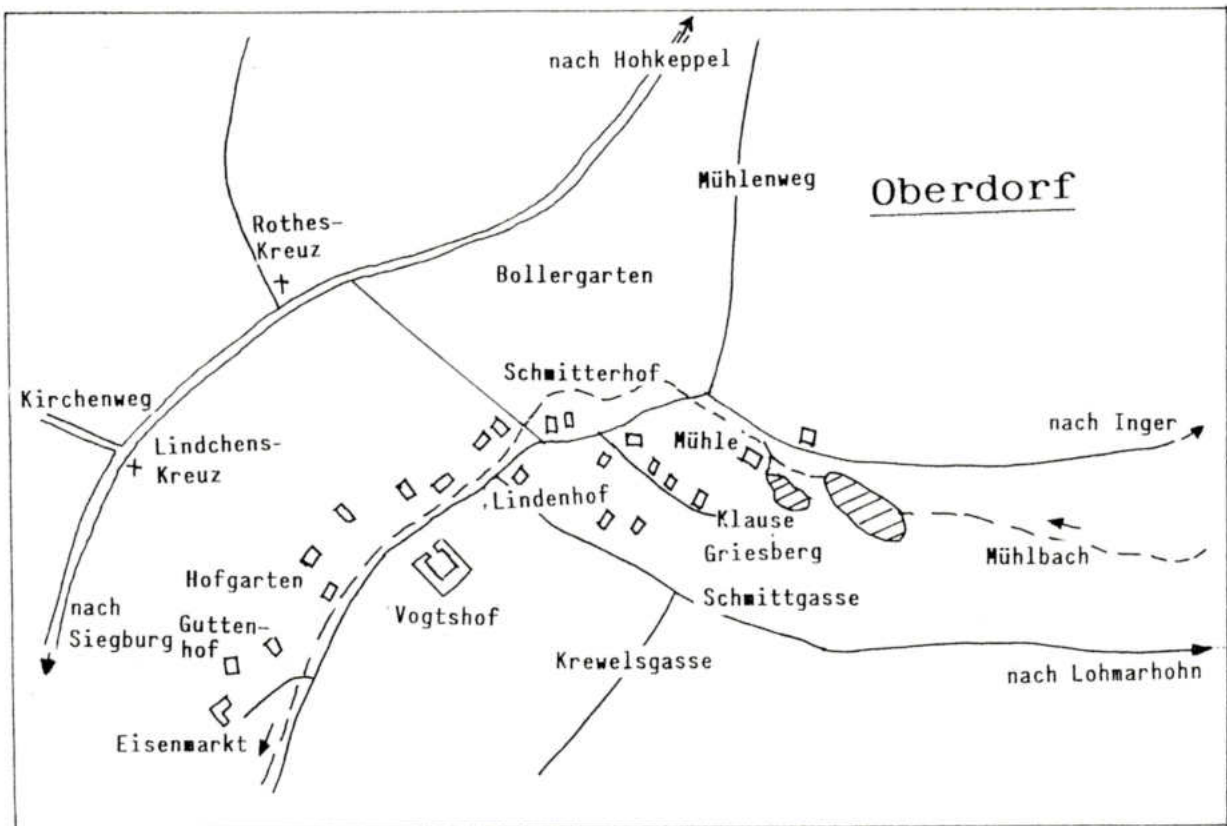 nach Hohkeppel
Mühlenweg
Oberdorf
Rothes-
Kreuz
Bollergarten
Schmitterhof
Kirchenweg
Lindchens-
Kreuz
nach Inger
Mühle
Lindenhof
Klause
Griesberg
Mühlbach
Hofgarten
Schmittgasse
nach
Siegburg
Gutten-
hof
Vogtshof
Krewelsgasse
nach Lohmarhohn
Eisenmarkt